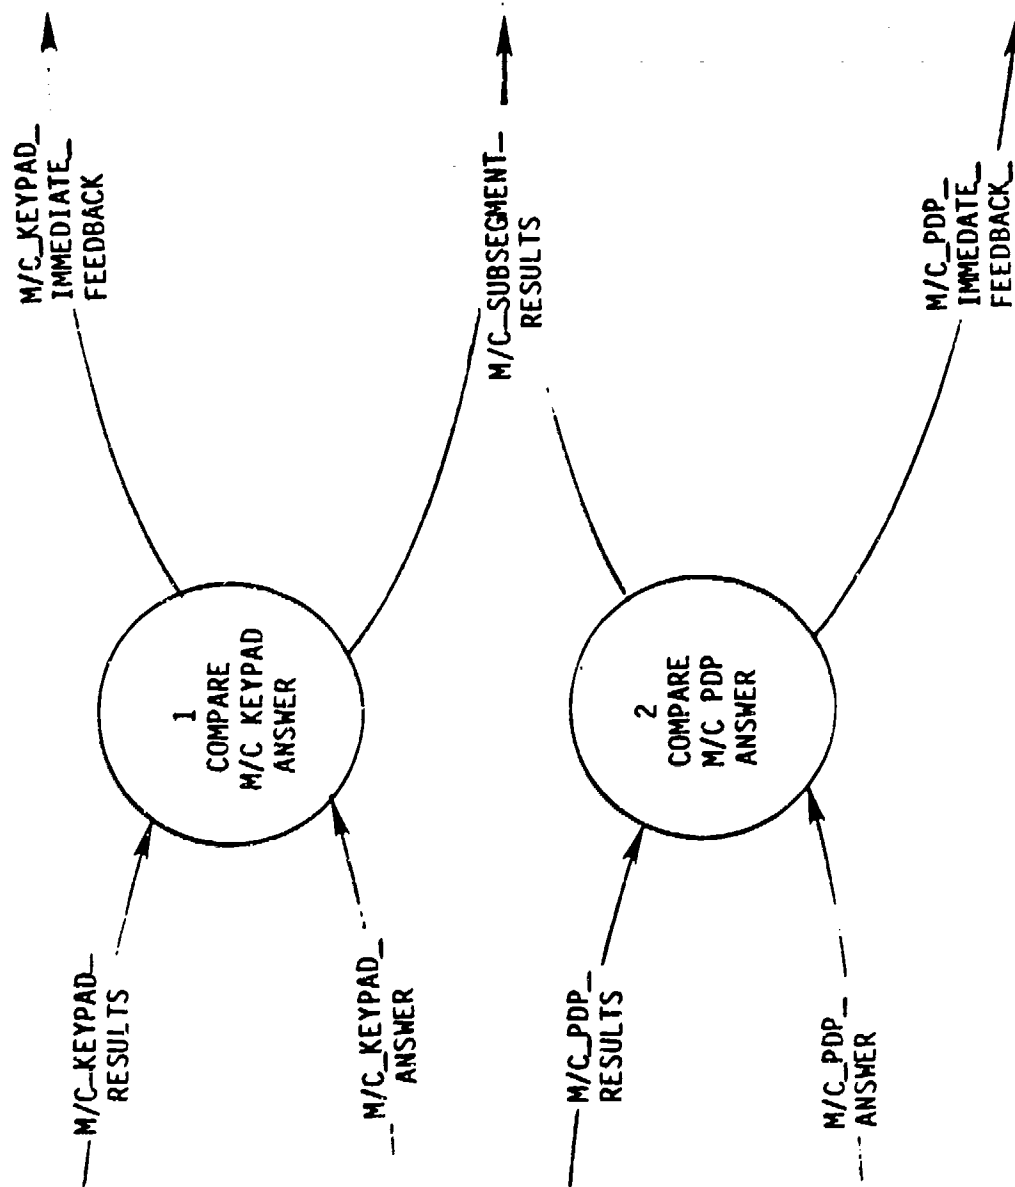 M/C_KEYPAD_
RESULTS
M/C_KEYPAD_
ANSWER
1
COMPARE
M/C KEYPAD
ANSWER
M/C_KEYPAD_
IMMEDIATE_
FEEDBACK
M/C_SUBSEGMENT_
RESULTS
M/C_PDP_
RESULTS
M/C_PDP_
ANSWER
2
COMPARE
M/C PDP
ANSWER
M/C_PDP_
IMMEDATE_
FEEDBACK_